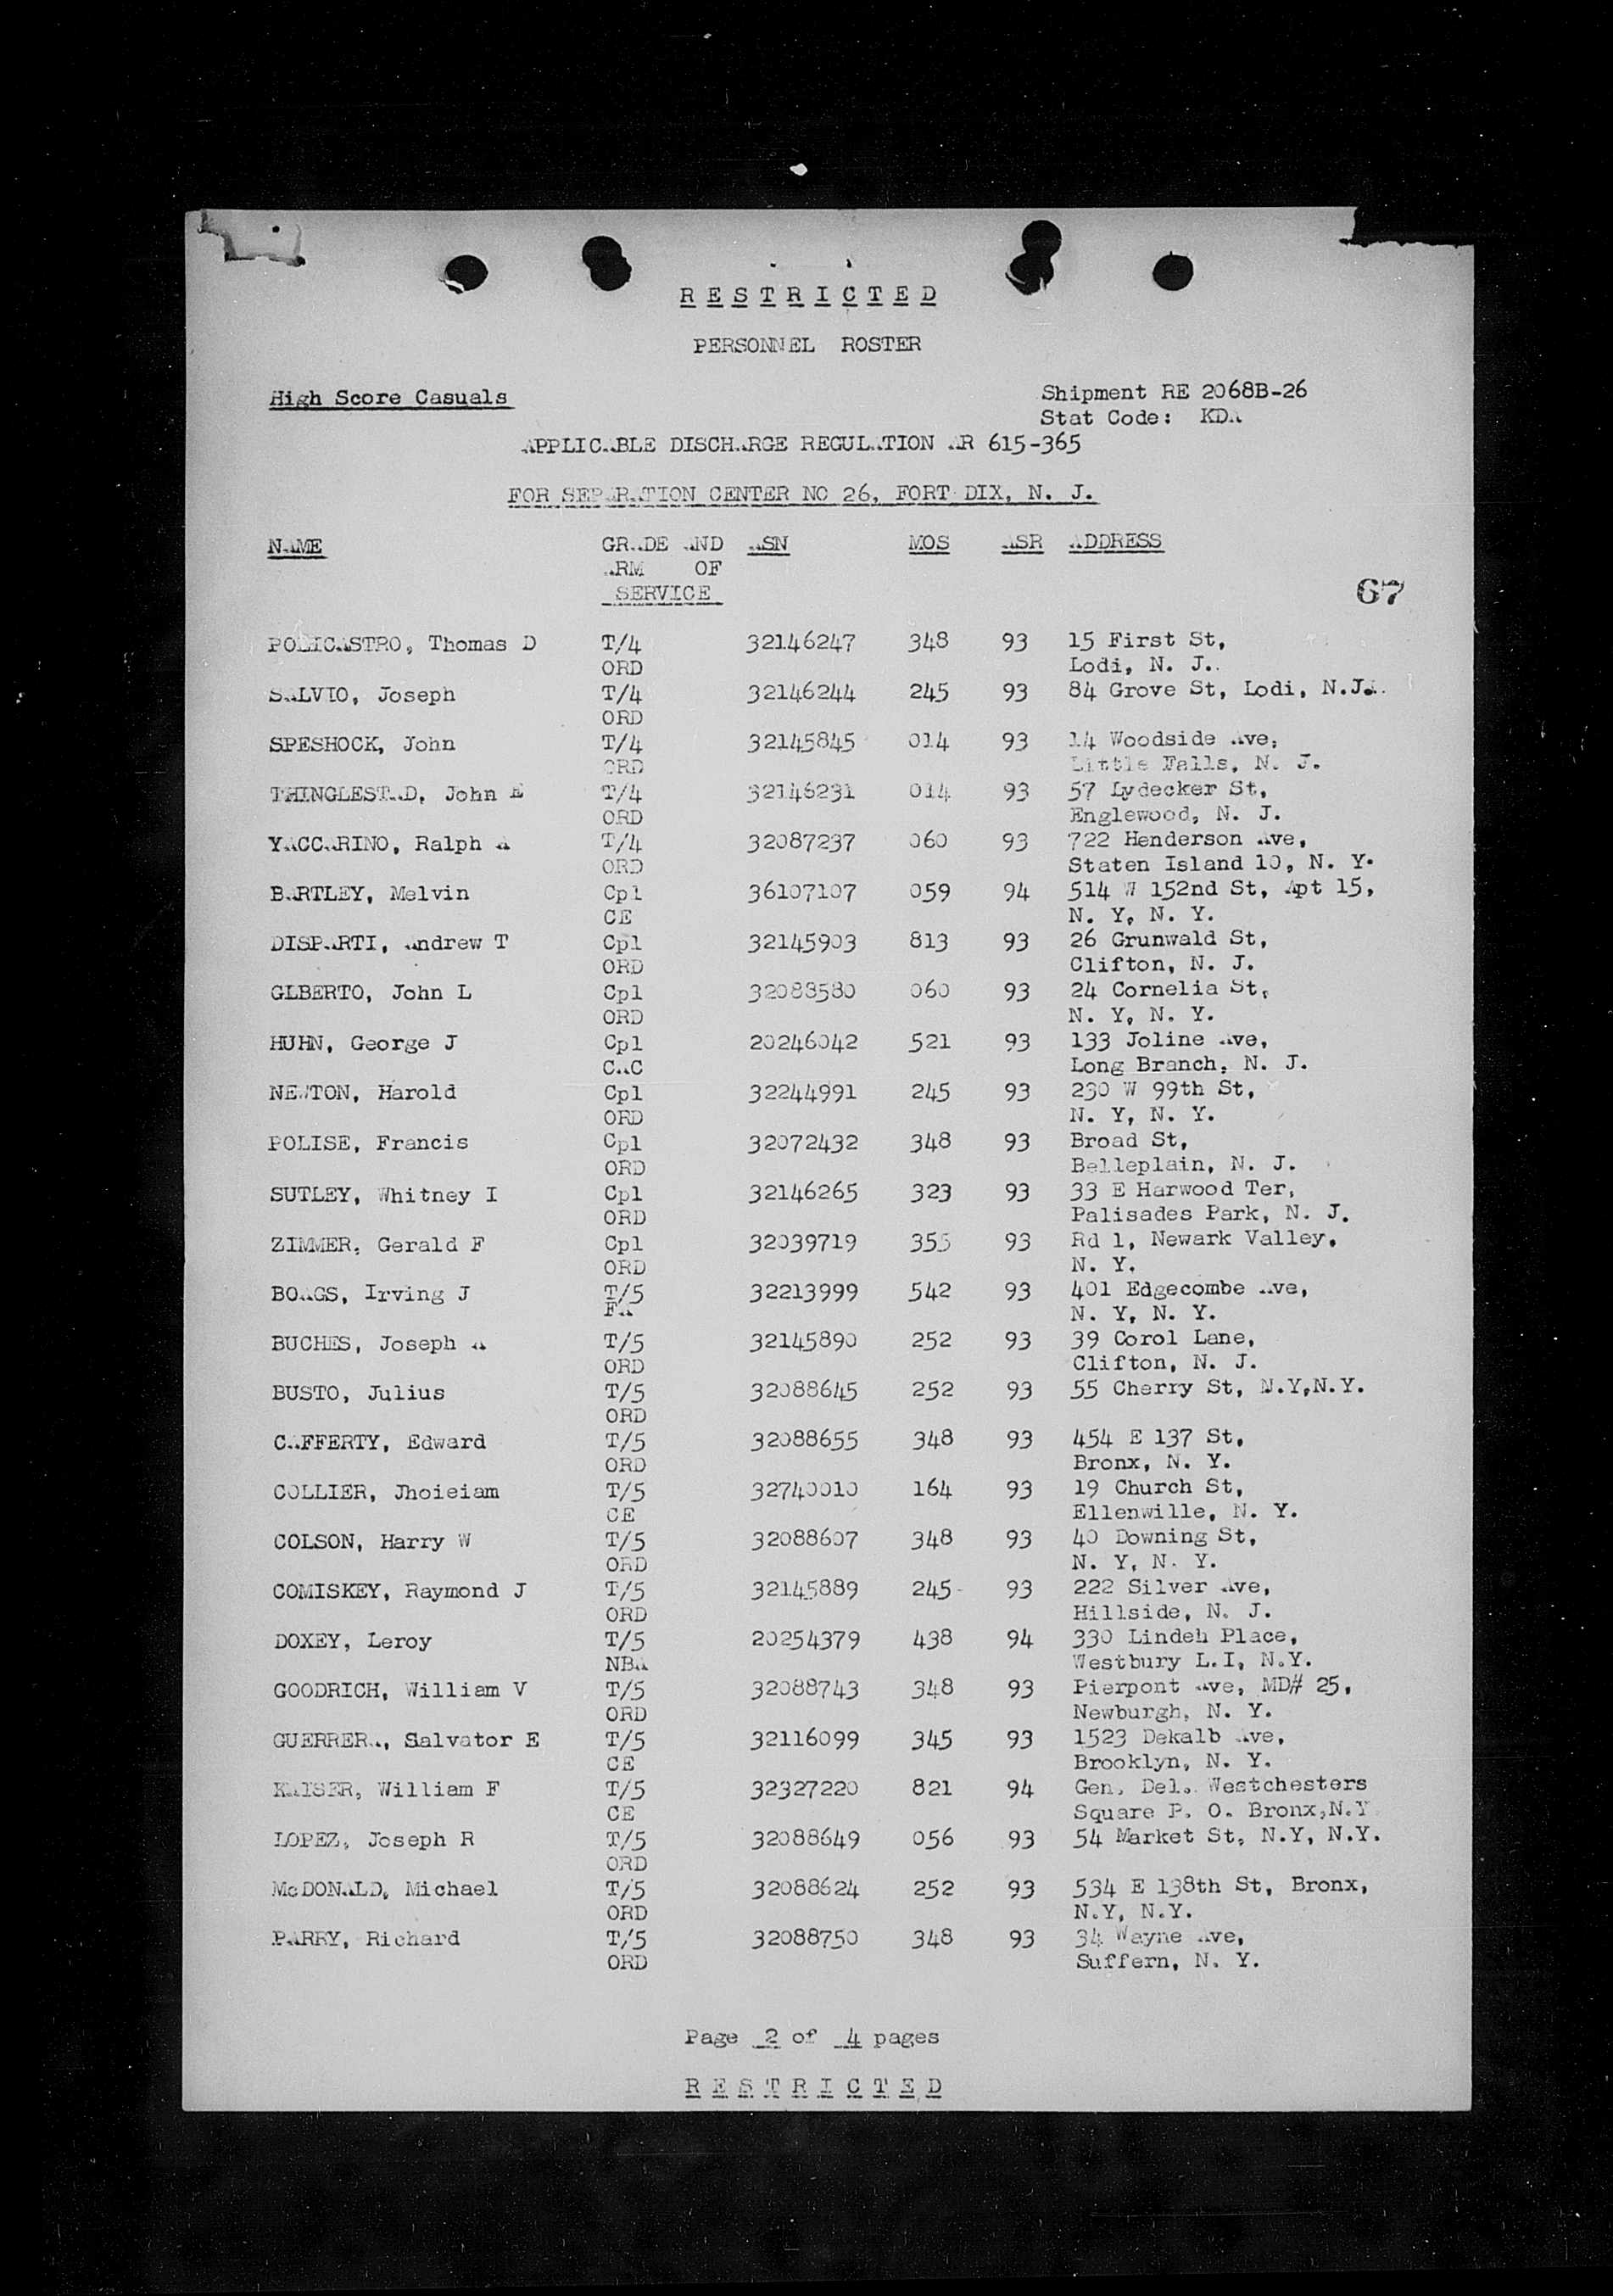 RESTRICTED
PERSONNEL ROSTER
High Score Casuals Shipment RE 2068B-26
Stat Code: KDA
APPLICABLE DISCHARGE REGULATION AR 615-365
FOR SEPARATION CENTER NO 26, FORT DIX, N. J.
NAME GRADE AND ASN MOS ASR ADDRESS
ARM OF
SERVICE 67
POLICASTRO, Thomas D T/4 32146247 348 93 15 First St,
ORD Lodi, N. J.
SALVIO, Joseph T/4 32146244 245 93 84 Grove St, Lodi, N.J.
ORD
SPESHOCK, John T/4 32145845 014 93 14 Woodside Ave,
ORD Little Falls, N. J.
THINGLESTAD, John E T/4 32146231 014 93 57 Lydecker St,
ORD Englewood, N. J.
YACCARINO, Ralph A T/4 32087237 060 93 722 Henderson Ave,
ORD Staten Island 10, N. Y.
BARTLEY, Melvin Cpl 36107107 059 94 514 W 152nd St, Apt 15,
CE N. Y, N. Y.
DISPARTI, Andrew T Cpl 32145903 813 93 26 Grunwald St,
ORD Clifton, N. J.
GLBERTO, John L Cpl 32088580 060 93 24 Cornelia St,
ORD N. Y, N. Y.
HUHN, George J Cpl 20246042 521 93 133 Joline Ave,
CAC Long Branch, N. J.
NEWTON, Harold Cpl 32244991 245 93 230 W 99th St,
ORD N. Y, N. Y.
POLISE, Francis Cpl 32072432 348 93 Broad St,
ORD Belleplain, N. J.
SUTLEY, Whitney I Cpl 32146265 323 93 33 E Harwood Ter,
ORD Palisades Park, N. J.
ZIMMER, Gerald F Cpl 32039719 355 93 Rd 1, Newark Valley,
ORD N. Y.
BOAGS, Irving J T/5 32213999 542 93 401 Edgecombe Ave,
FA N. Y, N. Y.
BUCHES, Joseph A T/5 32145890 252 93 39 Corol Lane,
ORD Clifton, N. J.
BUSTO, Julius T/5 32088645 252 93 55 Cherry St, N.Y,N.Y.
ORD
CAFFERTY, Edward T/5 32088655 348 93 454 E 137 St,
ORD Bronx, N. Y.
COLLIER, Jhoieiam T/5 32740010 164 93 19 Church St,
CE Ellenwille, N. Y.
COLSON, Harry W T/5 32088607 348 93 40 Downing St,
ORD N. Y, N. Y.
COMISKEY, Raymond J T/5 32145889 245- 93 222 Silver Ave,
ORD Hillside, N. J.
DOXEY, Leroy T/5 20254379 438 94 330 Lindeh Place,
NBA Westbury L.I, N.Y.
GOODRICH, William V T/5 32088743 348 93 Pierpont Ave, MD# 25,
ORD Newburgh, N. Y.
GUERRERA, Salvator E T/5 32116099 345 93 1523 Dekalb Ave,
CE Brooklyn, N. Y.
KAISER, William F T/5 32327220 821 94 Gen. Del. Westchesters
CE Square P. O. Bronx,N.Y
LOPEZ, Joseph R T/5 32088649 056 93 54 Market St, N.Y, N.Y.
ORD
McDONALD, Michael T/5 32088624 252 93 534 E 138th St, Bronx,
ORD N.Y, N.Y.
PARRY, Richard T/5 32088750 348 93 34 Wayne Ave,
ORD Suffern, N. Y.
Page 2 of 4 pages
RESTRICTED